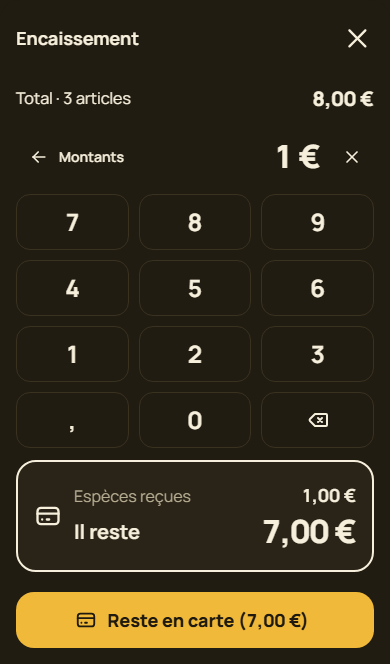 Encaissement
Total · 3 articles 8,00 €
Montants 1 €
7 8 9
4 5 6
1 2 3
, 0
Espèces reçues 1,00 €
Il reste 7,00 €
Reste en carte (7,00 €)